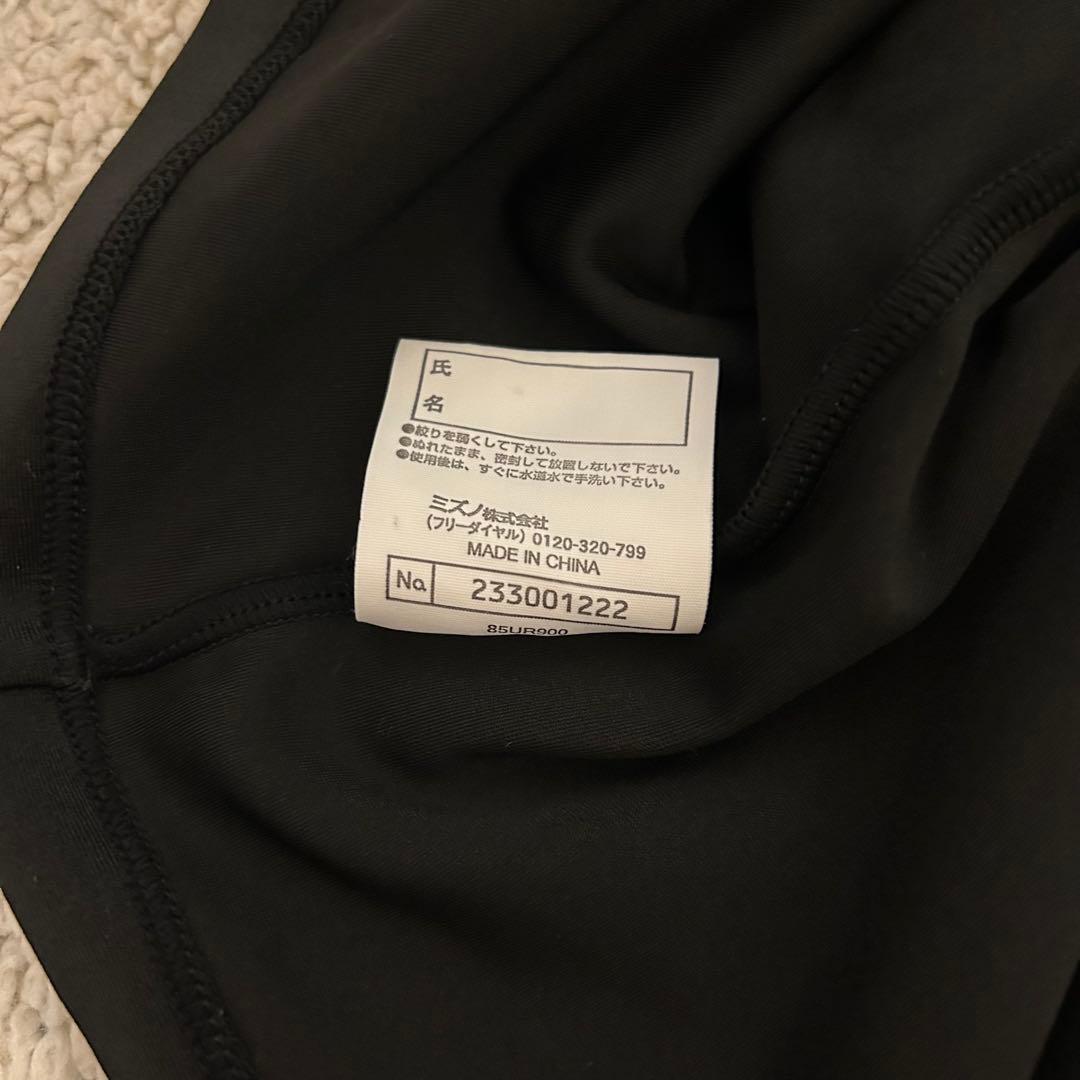 氏
名
●絞りを弱くして下さい。
●ぬれたまま、密封して放置しないで下さい。
●使用後は、すぐに水道水で手洗い下さい。
ミズノ株式会社
(フリーダイヤル) 0120-320-799
MADE IN CHINA
No. 233001222
85UR900